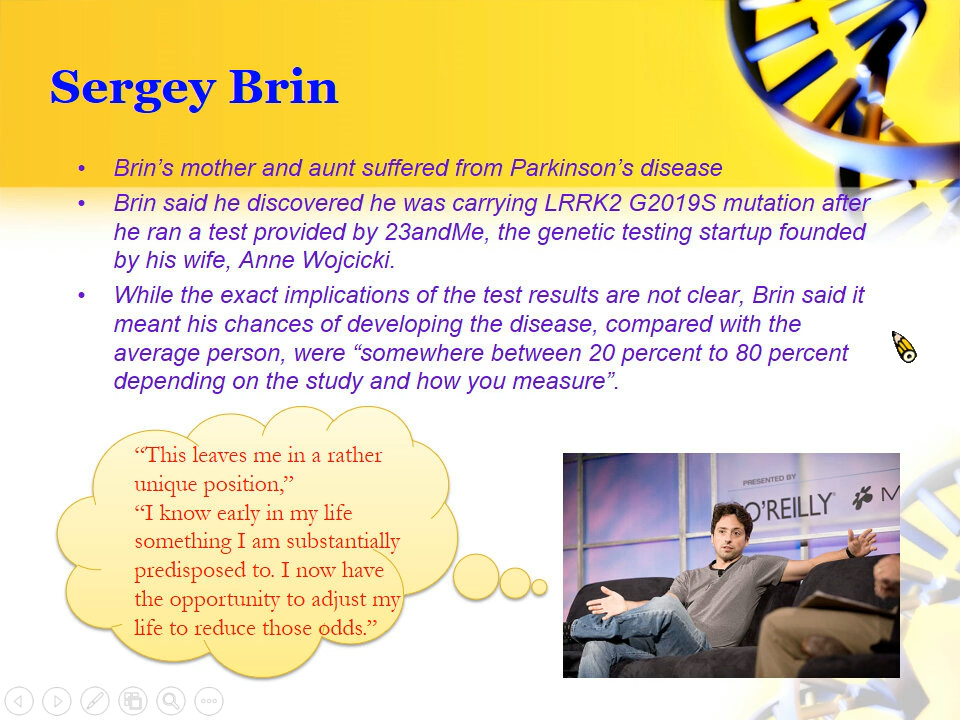 Sergey Brin
• Brin’s mother and aunt suffered from Parkinson’s disease
• Brin said he discovered he was carrying LRRK2 G2019S mutation after
he ran a test provided by 23andMe, the genetic testing startup founded
by his wife, Anne Wojcicki.
• While the exact implications of the test results are not clear, Brin said it
meant his chances of developing the disease, compared with the
average person, were “somewhere between 20 percent to 80 percent
depending on the study and how you measure”.
“This leaves me in a rather
unique position,”
“I know early in my life
something I am substantially
predisposed to. I now have
the opportunity to adjust my
life to reduce those odds.”
PRESENTED BY
O’REILLY
M